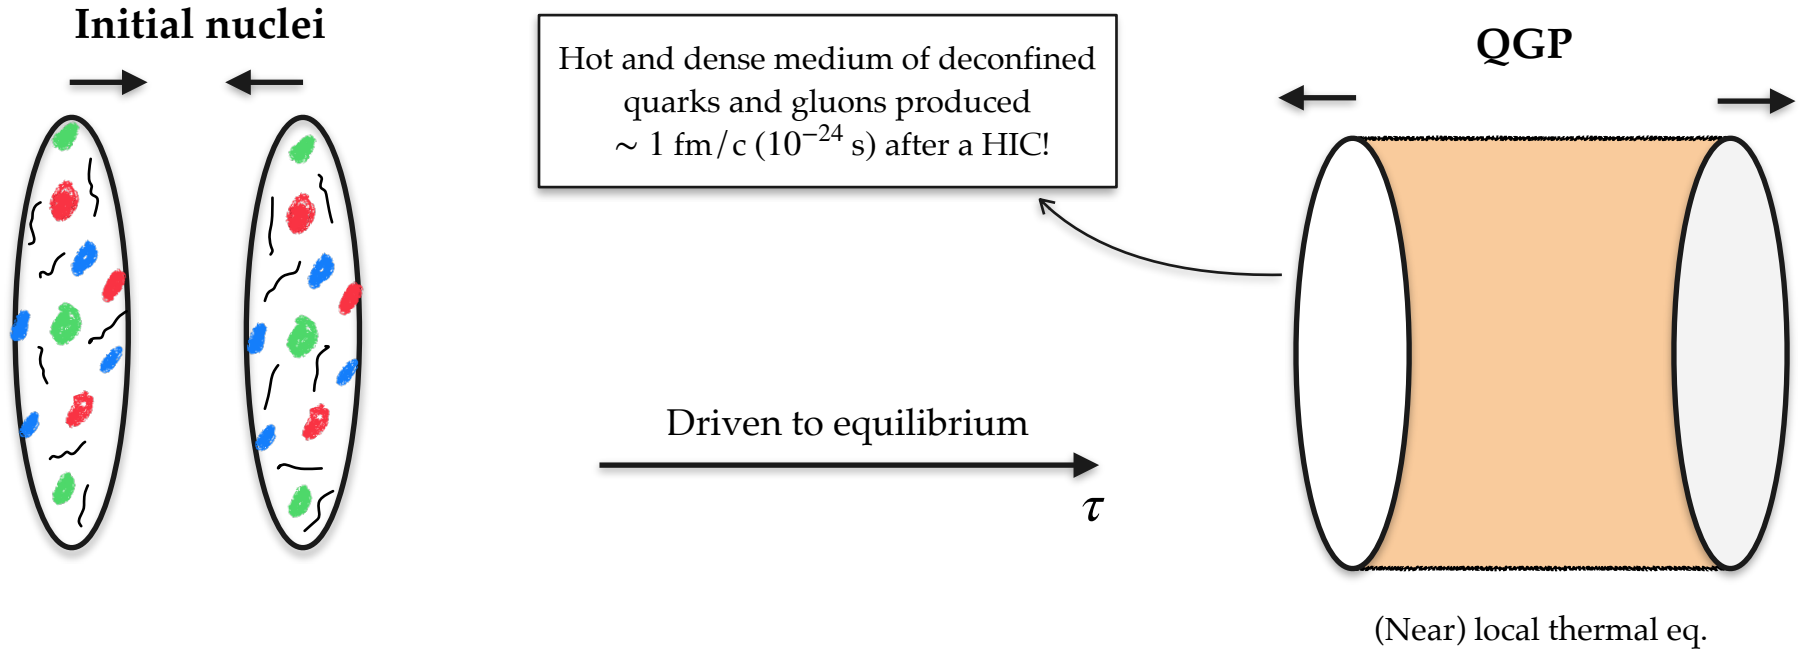 Initial nuclei
Hot and dense medium of deconfined
quarks and gluons produced
∼ 1 fm/c (10⁻²⁴ s) after a HIC!
QGP
Driven to equilibrium
τ
(Near) local thermal eq.